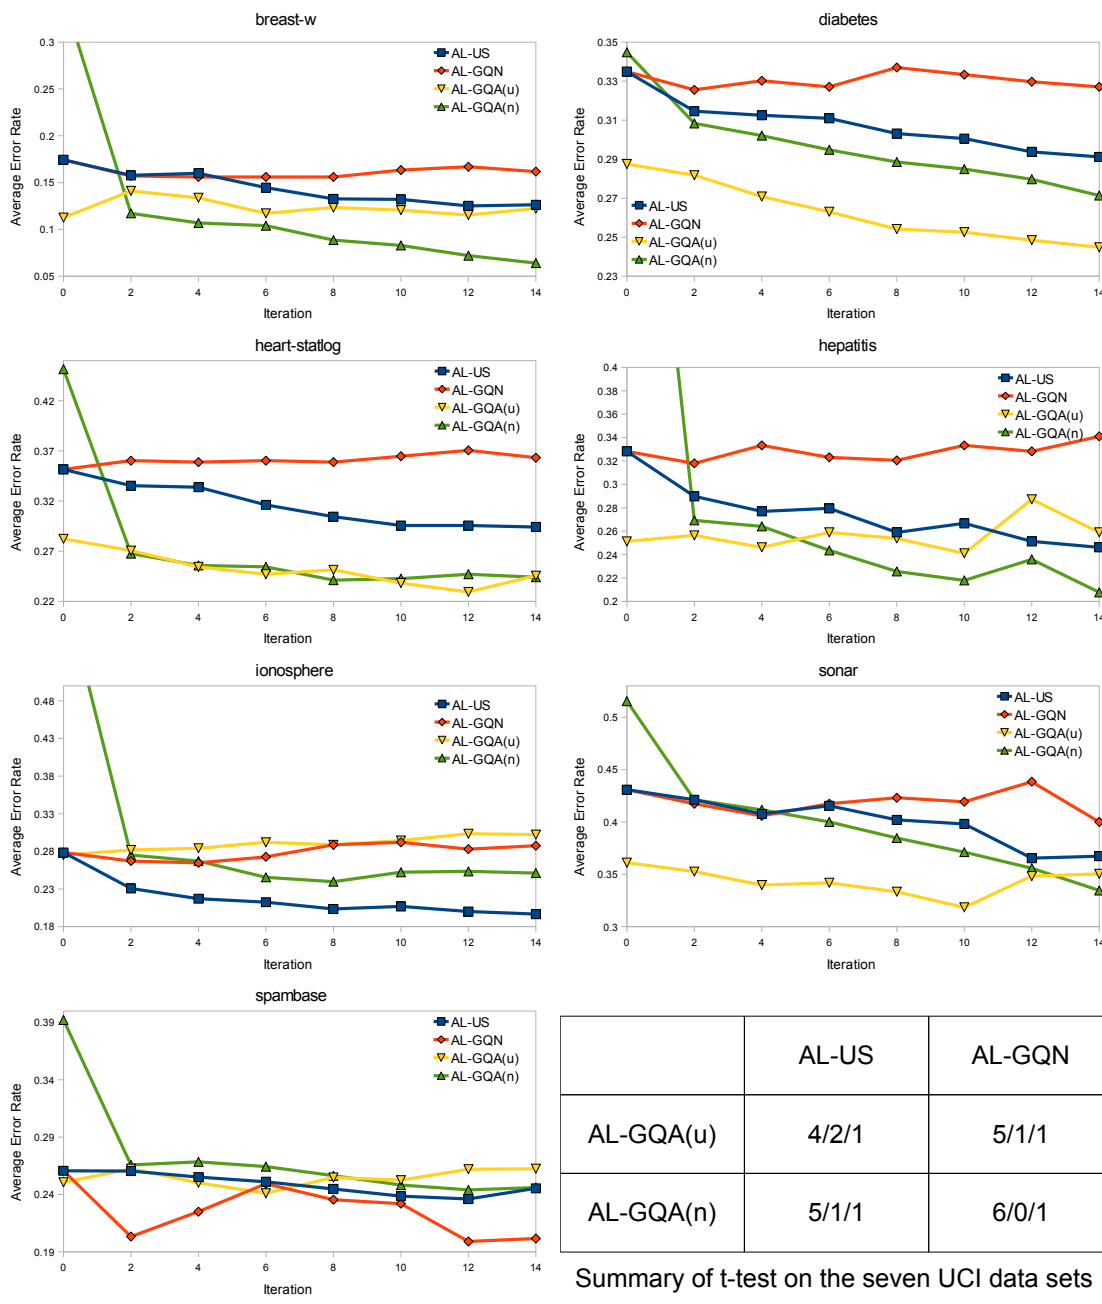 breast-w
0.3
0.25
0.2
0.15
0.1
0.05
Average Error Rate
AL-US
AL-GQN
AL-GQA(u)
AL-GQA(n)
0 2 4 6 8 10 12 14
Iteration
diabetes
0.35
0.33
0.31
0.29
0.27
0.25
0.23
Average Error Rate
AL-US
AL-GQN
AL-GQA(u)
AL-GQA(n)
0 2 4 6 8 10 12 14
Iteration
heart-statlog
0.42
0.37
0.32
0.27
0.22
Average Error Rate
AL-US
AL-GQN
AL-GQA(u)
AL-GQA(n)
0 2 4 6 8 10 12 14
Iteration
hepatitis
0.4
0.38
0.36
0.34
0.32
0.3
0.28
0.26
0.24
0.22
0.2
Average Error Rate
AL-US
AL-GQN
AL-GQA(u)
AL-GQA(n)
0 2 4 6 8 10 12 14
Iteration
ionosphere
0.48
0.43
0.38
0.33
0.28
0.23
0.18
Average Error Rate
AL-US
AL-GQN
AL-GQA(u)
AL-GQA(n)
0 2 4 6 8 10 12 14
Iteration
sonar
0.5
0.45
0.4
0.35
0.3
Average Error Rate
AL-US
AL-GQN
AL-GQA(u)
AL-GQA(n)
0 2 4 6 8 10 12 14
Iteration
spambase
0.39
0.34
0.29
0.24
0.19
Average Error Rate
AL-US
AL-GQN
AL-GQA(u)
AL-GQA(n)
0 2 4 6 8 10 12 14
Iteration
AL-US AL-GQN
AL-GQA(u) 4/2/1 5/1/1
AL-GQA(n) 5/1/1 6/0/1
Summary of t-test on the seven UCI data sets